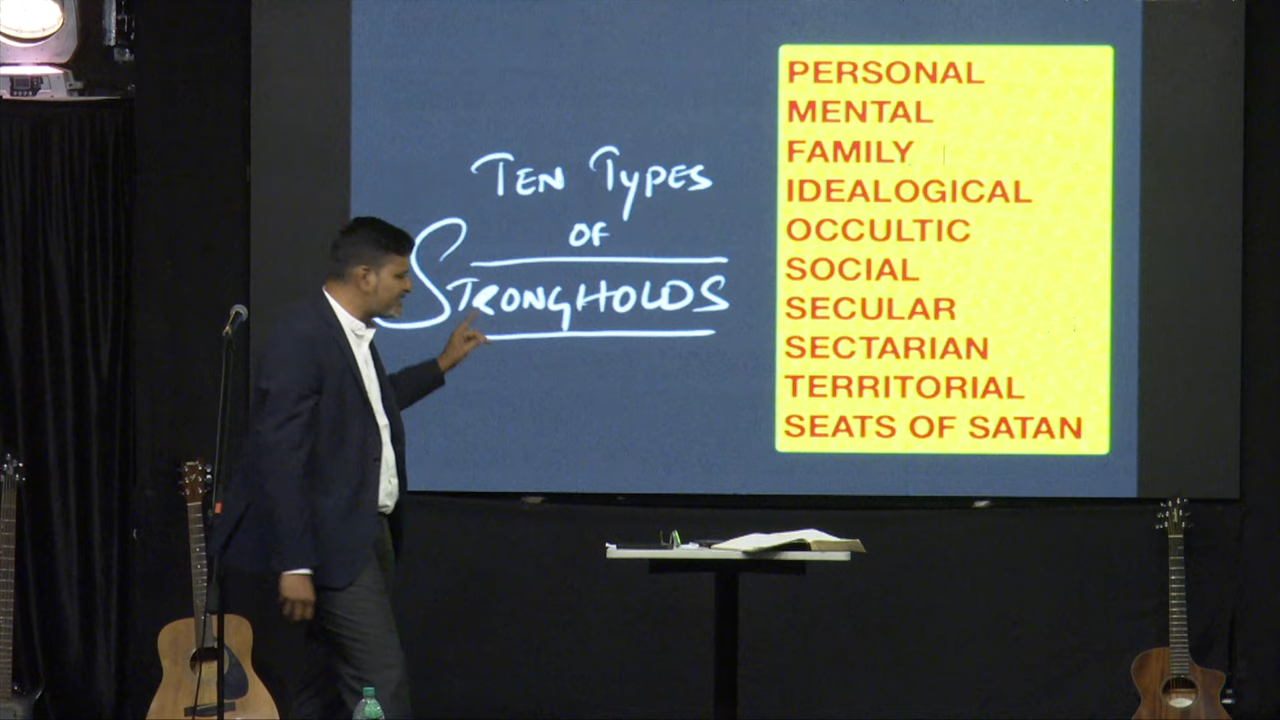 TEN TYPES
OF
STRONGHOLDS
PERSONAL
MENTAL
FAMILY
IDEALOGICAL
OCCULTIC
SOCIAL
SECULAR
SECTARIAN
TERRITORIAL
SEATS OF SATAN